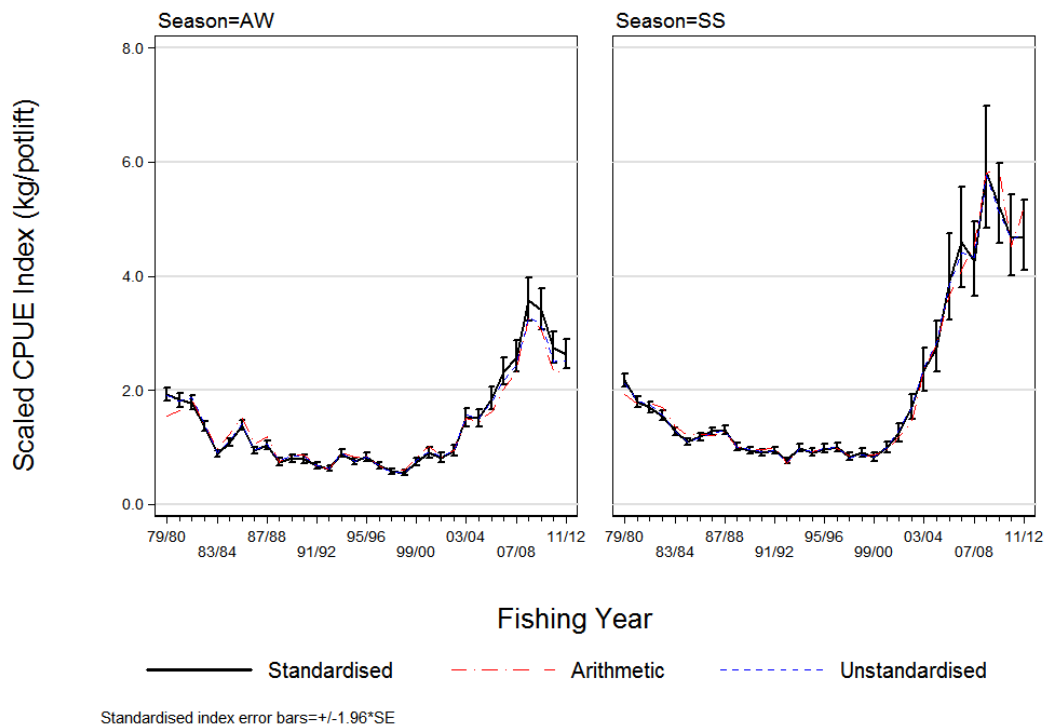 Season=AW
Season=SS
Scaled CPUE Index (kg/potlift)
8.0
6.0
4.0
2.0
0.0
79/80 87/88 95/96 03/04 11/12
83/84 91/92 99/00 07/08
79/80 87/88 95/96 03/04 11/12
83/84 91/92 99/00 07/08
Fishing Year
Standardised Arithmetic Unstandardised
Standardised index error bars=+/-1.96*SE